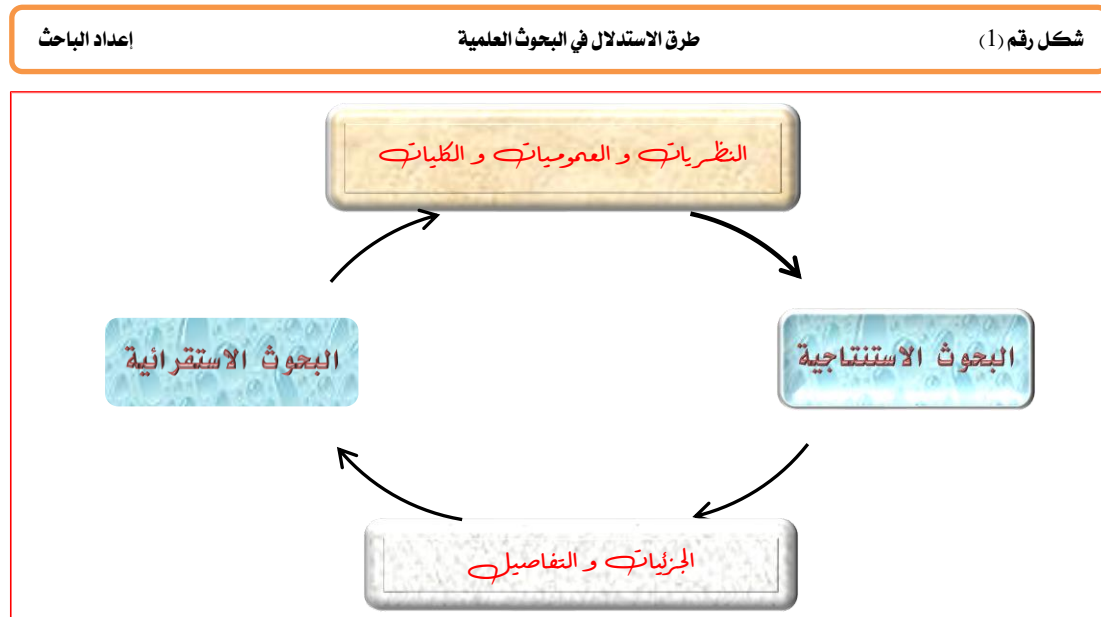 شكل رقم (1) طرق الاستدلال في البحوث العلمية إعداد الباحث
النظريات و العموميات و الكليات
البحوث الاستنتاجية
البحوث الاستقرائية
الجزئيات و التفاصيل